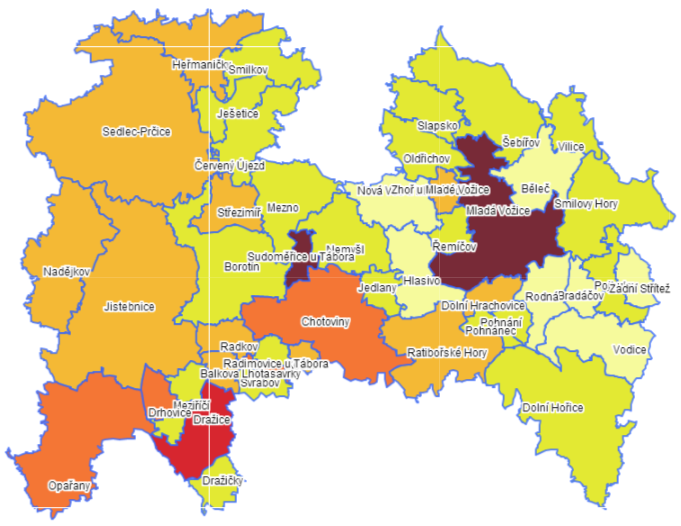 Heřmaničky
Smilkov
Ješetice
Sedlec-Prčice
Slapsko
Šebířov
Vilice
Oldřichov
Červený Újezd
Nová V
Zhoř u Mladé Vožice
Běleč
Střezimíř
Mezno
Mladá Vožice
Smilovy Hory
Nemyšl
Řemíčov
Sudoměřice u Tábora
Borotín
Nadějkov
Hlasivo
Jedlany
Zadní Střítež
Rodná
Bradáčov
Jistebnice
Dolní Hrachovice
Chotoviny
Pohnání
Pohnánec
Radkov
Ratibořské Hory
Vodice
Radimovice u Tábora
Balkova Lhota
Svrabov
Meziříčí
Drhovice
Dražice
Dolní Hořice
Dražičky
Opařany